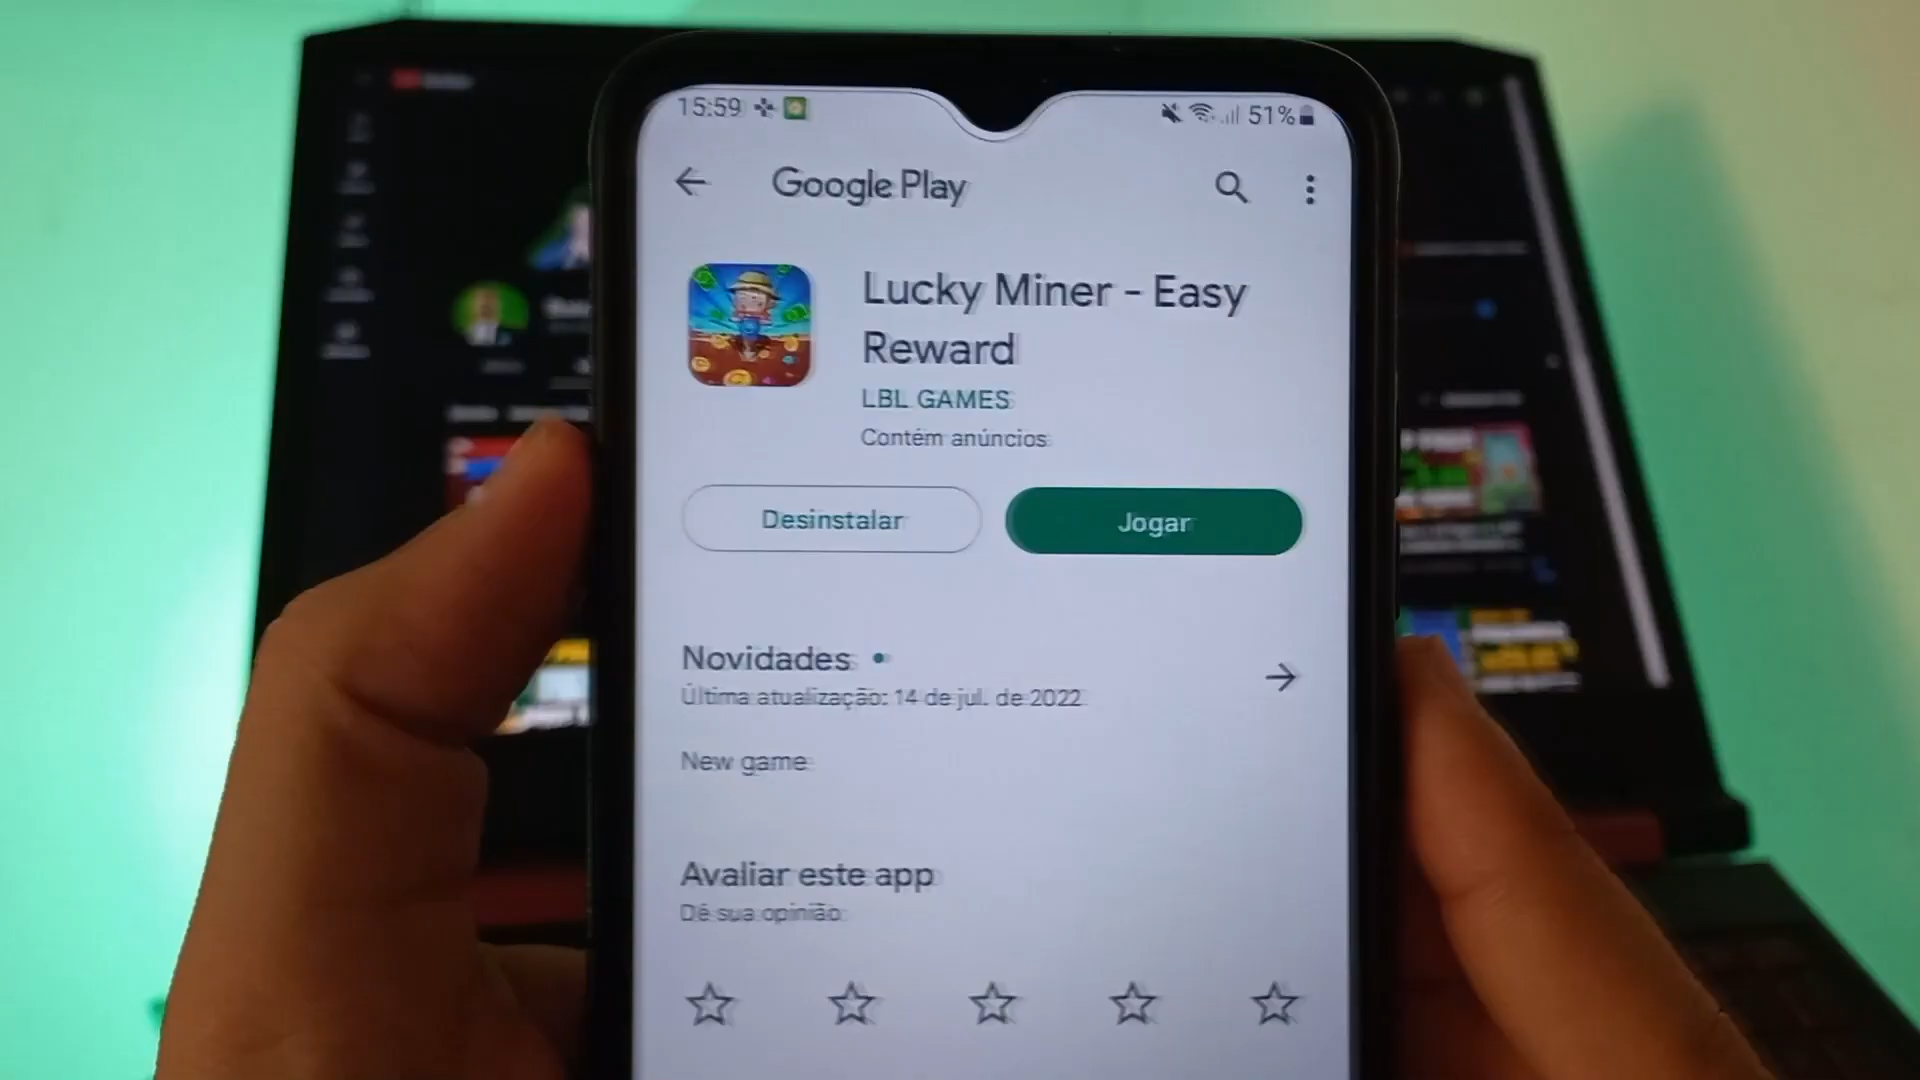 15:59
51%
Google Play
Lucky Miner - Easy
Reward
LBL GAMES
Contém anúncios
Desinstalar
Jogar
Novidades
Última atualização: 14 de jul. de 2022
New game
Avaliar este app
Dê sua opinião